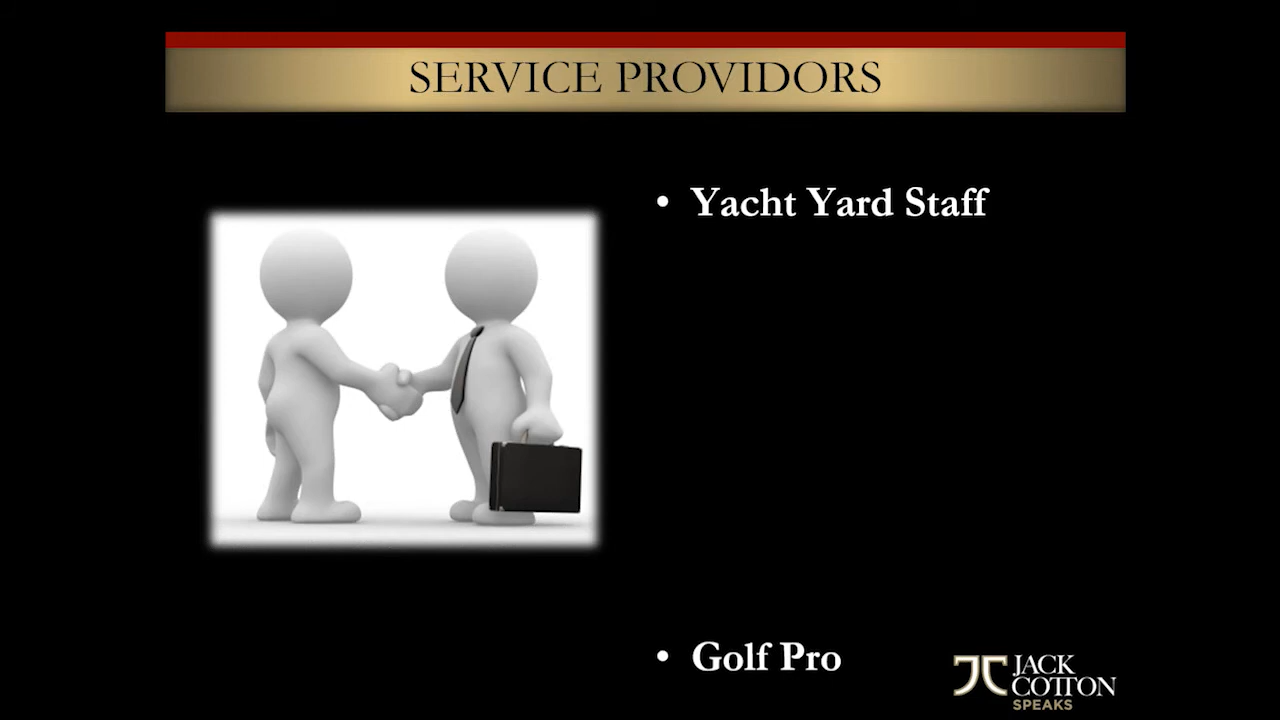 SERVICE PROVIDORS
• Yacht Yard Staff
• Golf Pro
JACK
COTTON
SPEAKS